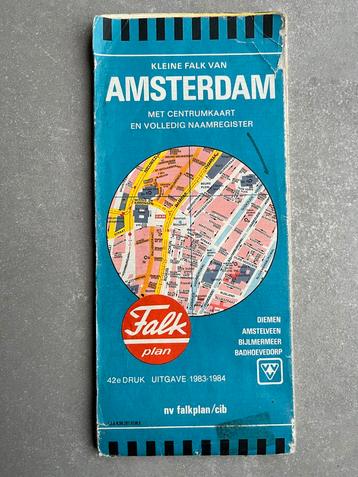 KLEINE FALK VAN
AMSTERDAM
MET CENTRUMKAART
EN VOLLEDIG NAAMREGISTER
Falk
plan
DIEMEN
AMSTELVEEN
BIJLMERMEER
BADHOEVEDORP
42e DRUK UITGAVE 1983-1984
nv falkplan/cib